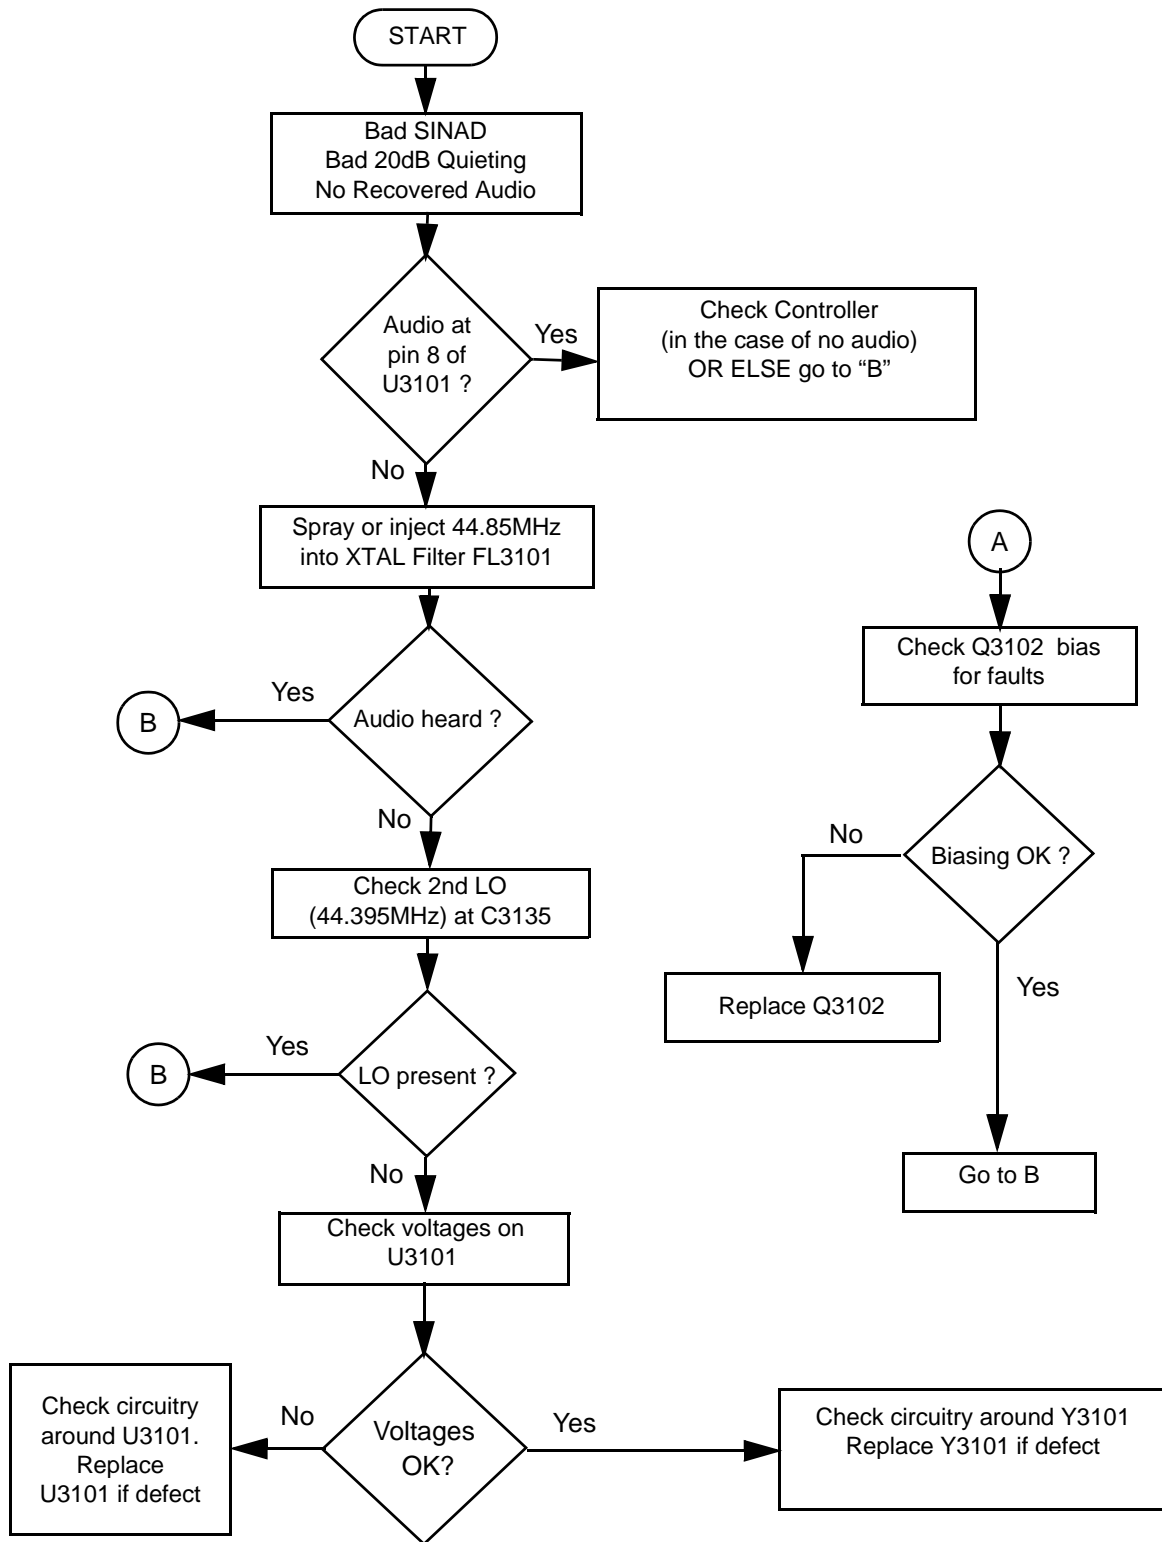 START
Bad SINAD
Bad 20dB Quieting
No Recovered Audio
Audio at
pin 8 of
U3101 ?
Yes
Check Controller
(in the case of no audio)
OR ELSE go to “B”
No
Spray or inject 44.85MHz
into XTAL Filter FL3101
Audio heard ?
Yes
B
No
Check 2nd LO
(44.395MHz) at C3135
LO present ?
Yes
B
No
Check voltages on
U3101
Voltages
OK?
No
Check circuitry
around U3101.
Replace
U3101 if defect
Yes
Check circuitry around Y3101
Replace Y3101 if defect
A
Check Q3102 bias
for faults
Biasing OK ?
No
Replace Q3102
Yes
Go to B